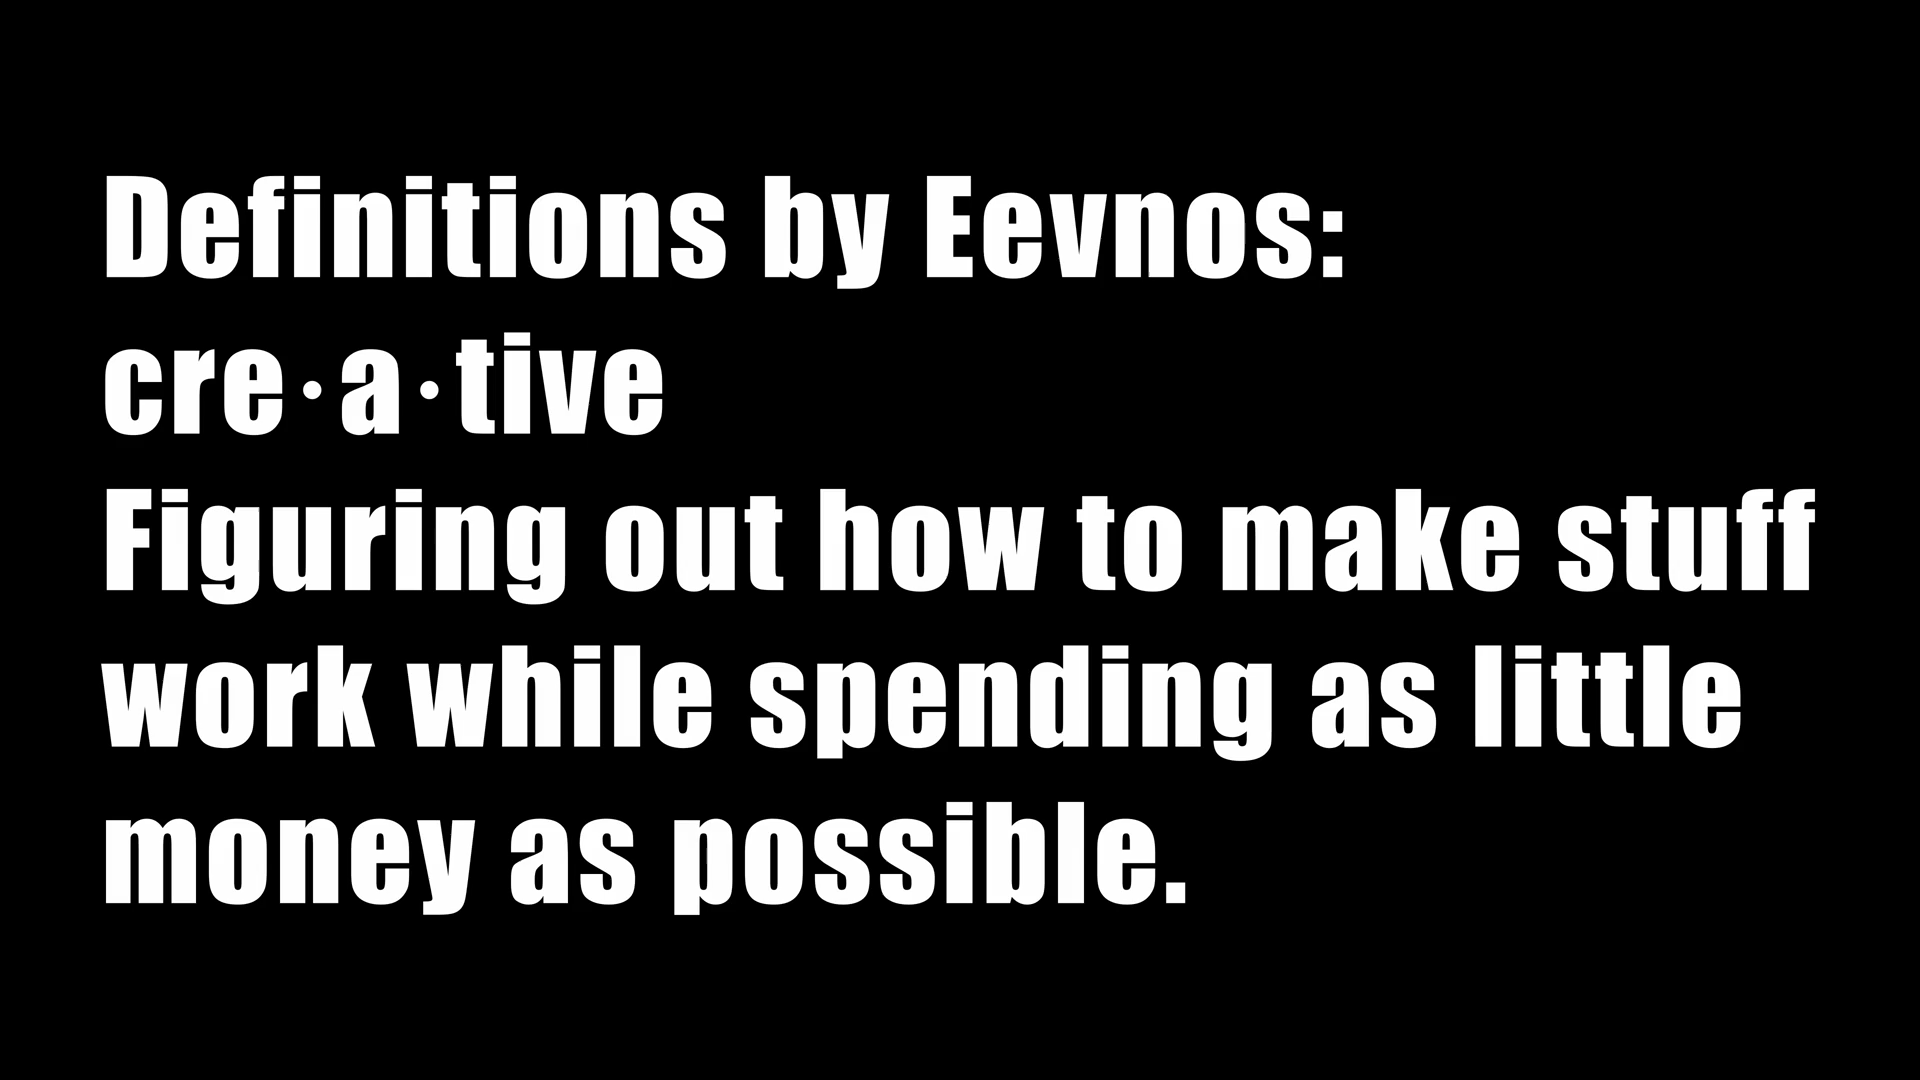 Definitions by Eevnos:
cre·a·tive
Figuring out how to make stuff
work while spending as little
money as possible.